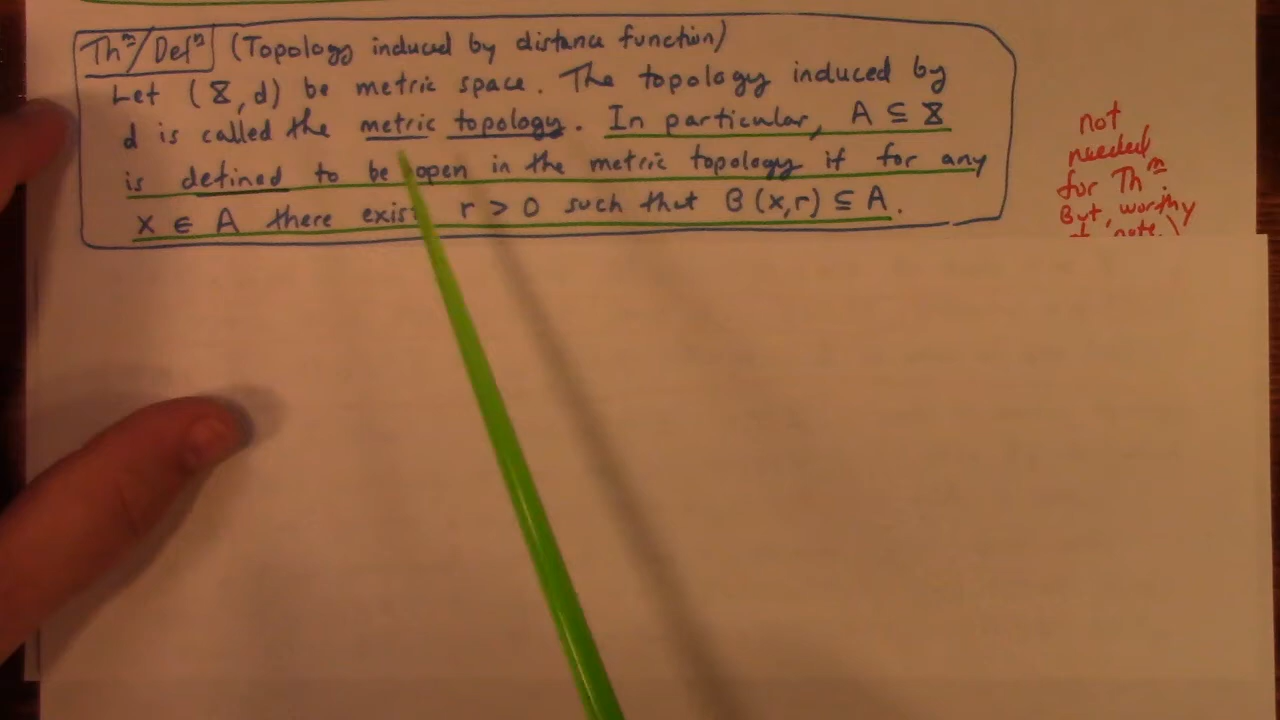 Thᵐ/Defⁿ (Topology induced by distance function)
Let (X, d) be metric space. The topology induced by
d is called the metric topology. In particular, A ⊆ X
is defined to be open in the metric topology if for any
x ∈ A there exist r > 0 such that B(x,r) ⊆ A.
not
needed
for Thᵐ
But, worthy
of note.